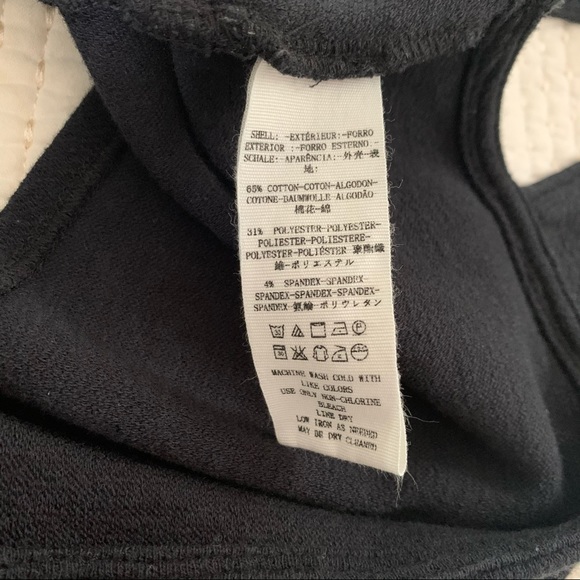 SHELL: -EXTÉRIEUR-FORRO
EXTERIOR :-FORRO ESTERNO-
SCHALE:-APARÊNCIA:-外壳-表
地:
65% COTTON-COTON-ALGODON-
COTONE-BAUMWOLLE ALGODÃO
棉花-綿
31% POLYESTER-POLYESTER-
POLIESTER-POLIESTERE-
POLYESTER-POLIÉSTER
-ポリエステル
4% SPANDEX-SPANDEX-
SPANDEX-SPANDEX-SPANDEX-
SPANDEX-氨綸-ポリウレタン
MACHINE WASH COLD WITH
LIKE COLORS
USE ONLY NON-CHLORINE
BLEACH
LINE DRY
LOW IRON AS NEEDED
MAY BE DRY CLEANED